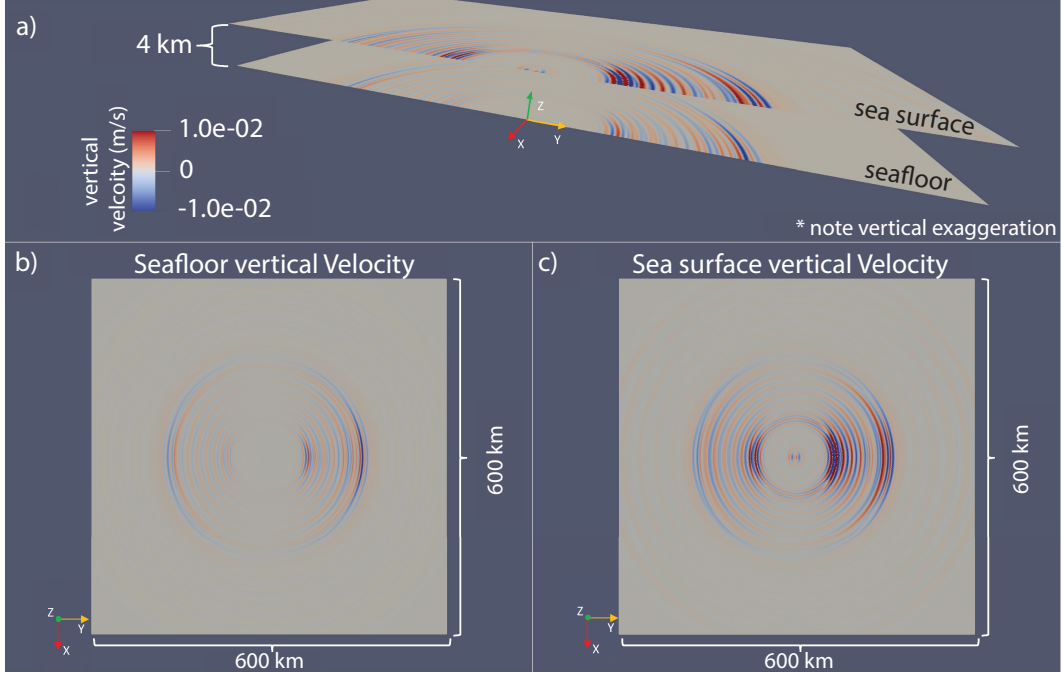 a)
4 km
sea surface
Z
X
Y
seafloor
vertical
velcoity (m/s)
1.0e-02
0
-1.0e-02
* note vertical exaggeration
b)
Seafloor vertical Velocity
600 km
Z
Y
X
600 km
c)
Sea surface vertical Velocity
600 km
Z
Y
X
600 km